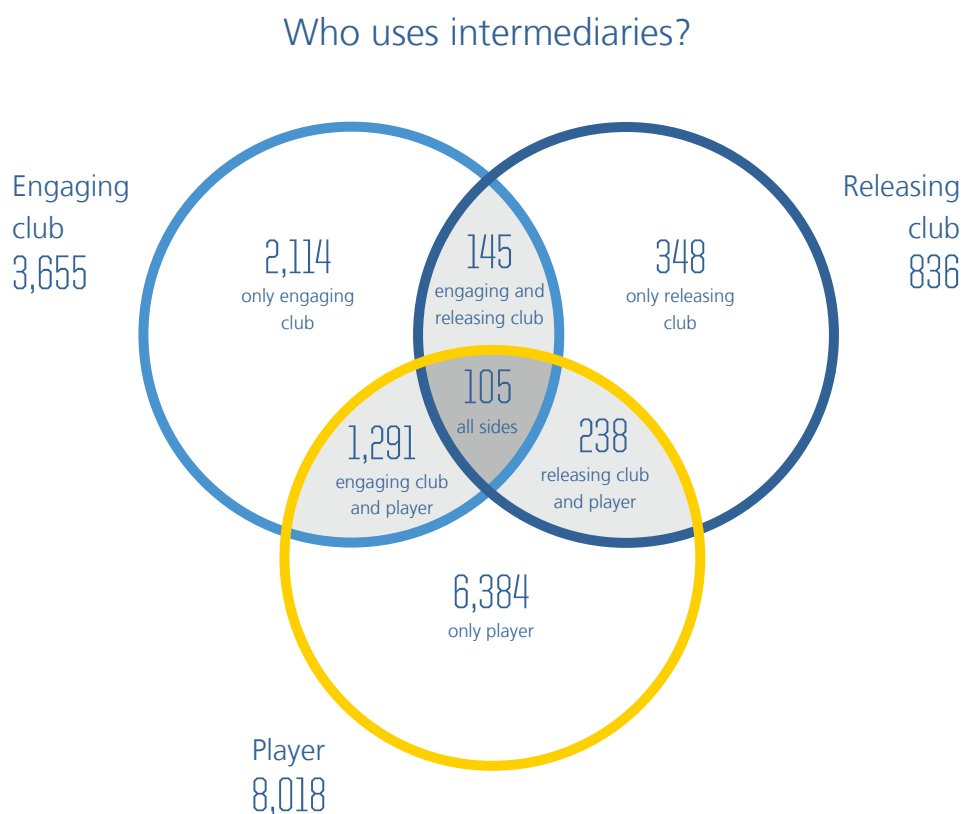 Who uses intermediaries?
Engaging
club
3,655
Releasing
club
836
2,114
only engaging
club
145
engaging and
releasing club
348
only releasing
club
105
all sides
1,291
engaging club
and player
238
releasing club
and player
6,384
only player
Player
8,018